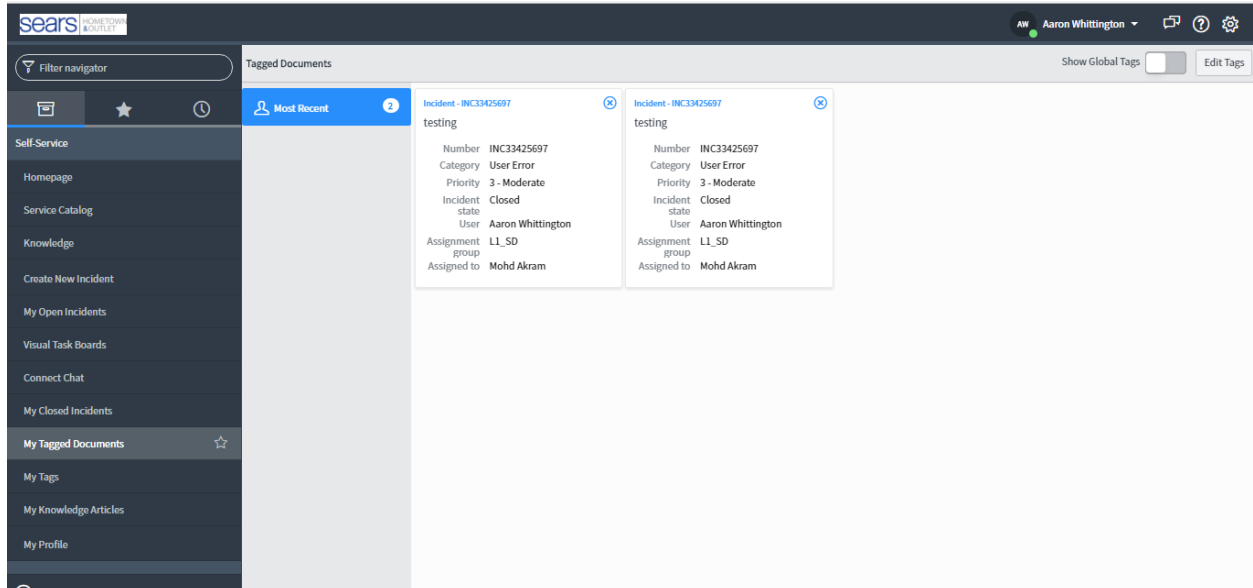 sears HOMETOWN
&OUTLET
AW Aaron Whittington
Filter navigator
Tagged Documents
Show Global Tags
Edit Tags
Self-Service
Homepage
Service Catalog
Knowledge
Create New Incident
My Open Incidents
Visual Task Boards
Connect Chat
My Closed Incidents
My Tagged Documents
My Tags
My Knowledge Articles
My Profile
Most Recent 2
Incident - INC33425697
testing
Number INC33425697
Category User Error
Priority 3 - Moderate
Incident Closed
state
User Aaron Whittington
Assignment L1_SD
group
Assigned to Mohd Akram
Incident - INC33425697
testing
Number INC33425697
Category User Error
Priority 3 - Moderate
Incident Closed
state
User Aaron Whittington
Assignment L1_SD
group
Assigned to Mohd Akram